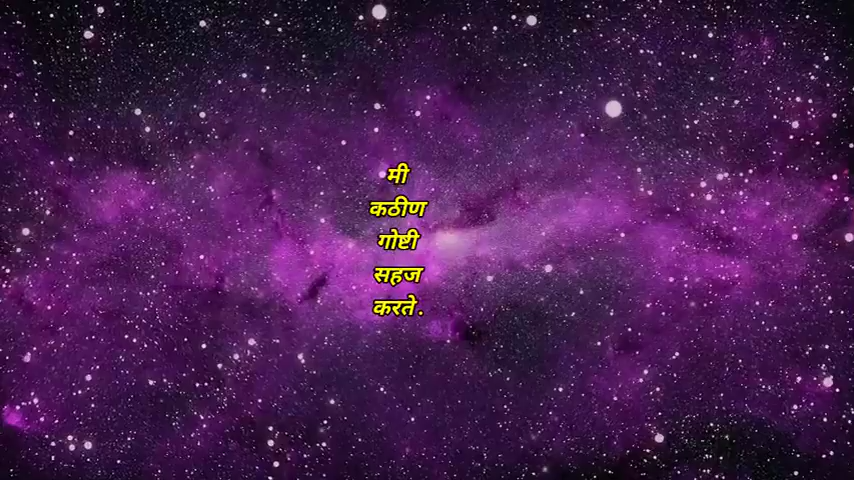 मी
कठीण
गोष्टी
सहज
करते.